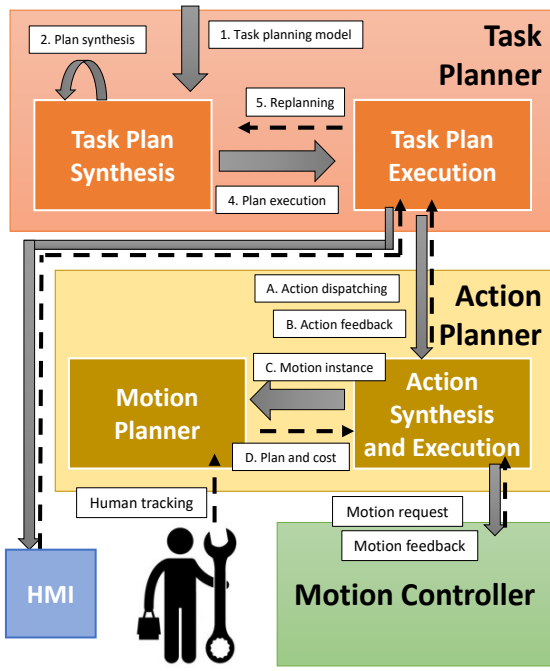 2. Plan synthesis
1. Task planning model
Task
Planner
5. Replanning
Task Plan
Synthesis
Task Plan
Execution
4. Plan execution
A. Action dispatching
B. Action feedback
Action
Planner
C. Motion instance
Motion
Planner
Action
Synthesis
and Execution
D. Plan and cost
Human tracking
Motion request
Motion feedback
HMI
Motion Controller